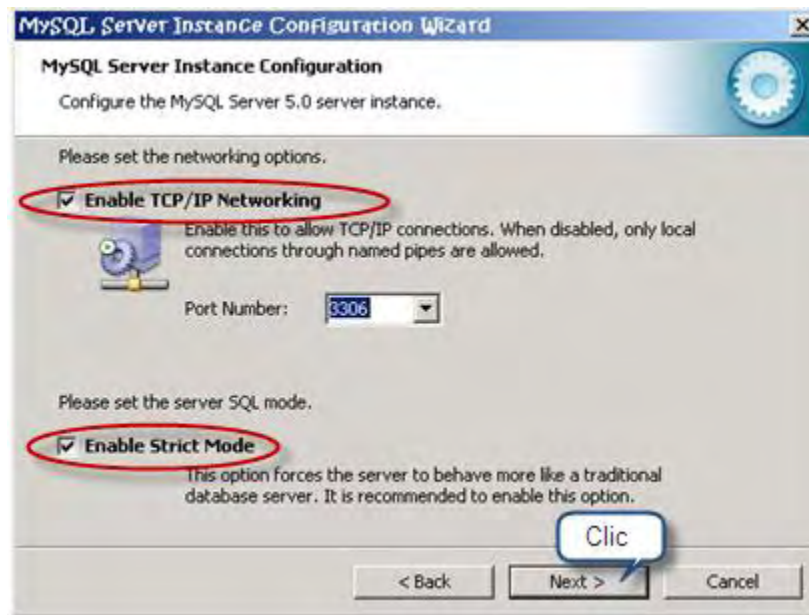 MySQL Server Instance Configuration Wizard
MySQL Server Instance Configuration
Configure the MySQL Server 5.0 server instance.
Please set the networking options.
Enable TCP/IP Networking
Enable this to allow TCP/IP connections. When disabled, only local
connections through named pipes are allowed.
Port Number: 3306
Please set the server SQL mode.
Enable Strict Mode
This option forces the server to behave more like a traditional
database server. It is recommended to enable this option.
Clic
< Back Next > Cancel